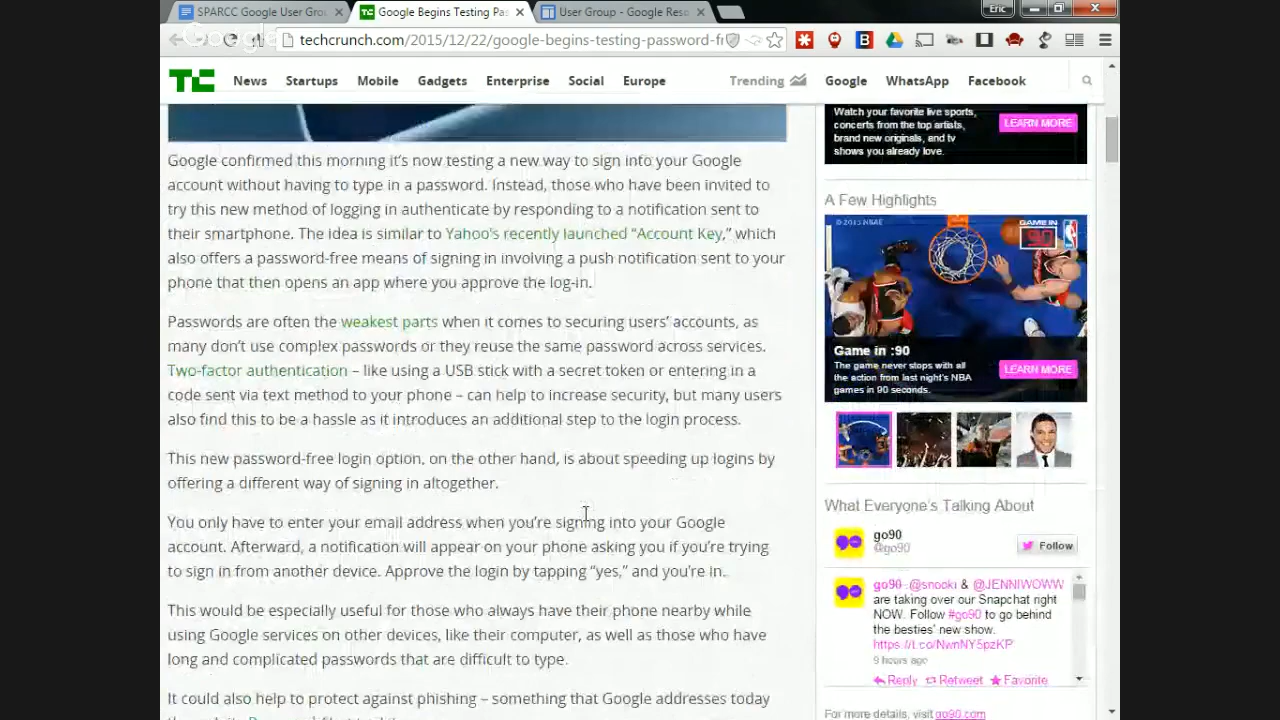 SPARCC Google User Grou
Google Begins Testing Pas
User Group - Google Reso
Eric
techcrunch.com/2015/12/22/google-begins-testing-password-fr
TC
News
Startups
Mobile
Gadgets
Enterprise
Social
Europe
Trending
Google
WhatsApp
Facebook
Google confirmed this morning it's now testing a new way to sign into your Google
account without having to type in a password. Instead, those who have been invited to
try this new method of logging in authenticate by responding to a notification sent to
their smartphone. The is similar to Yahoo's recently launched “Account Key,” which
also offers a password-free means of signing in involving a push notification sent to your
phone that then opens an app where you approve the log-in.
Passwords are often the weakest parts when it comes to securing users’ accounts, as
many don’t use complex passwords or they reuse the same password across services.
Two-factor authentication – like using a USB stick with a secret token or entering in a
code sent via text method to your phone – can help to increase security, but many users
also find this to be a hassle as it introduces an additional step to the login process.
This new password-free login option, on the other hand, is about speeding up logins by
offering a different way of signing in altogether.
You only have to enter your email address when you’re signing into your Google
account. Afterward, a notification will appear on your phone asking you if you’re trying
to sign in from another device. Approve the login by tapping “yes,” and you’re in.
This would be especially useful for those who always have their phone nearby while
using Google services on other devices, like their computer, as well as those who have
long and complicated passwords that are difficult to type.
It could also help to protect against phishing – something that Google addresses today
Watch your favorite live sports,
concerts from the top artists,
brand new originals, and tv
shows you already love.
LEARN MORE
A Few Highlights
© 2015 NBAE
GAME IN
:90
Game in :90
The game never stops with all
the action from last night's NBA
games in 90 seconds.
LEARN MORE
What Everyone's Talking About
go90
@go90
Follow
go90 .@snooki & @JENNIWOWW
are taking over our Snapchat right
NOW. Follow #go90 to go behind
the besties' new show.
https://t.co/NwnNY5pzKP
9 hours ago
Reply Retweet Favorite
For more details, visit go90.com